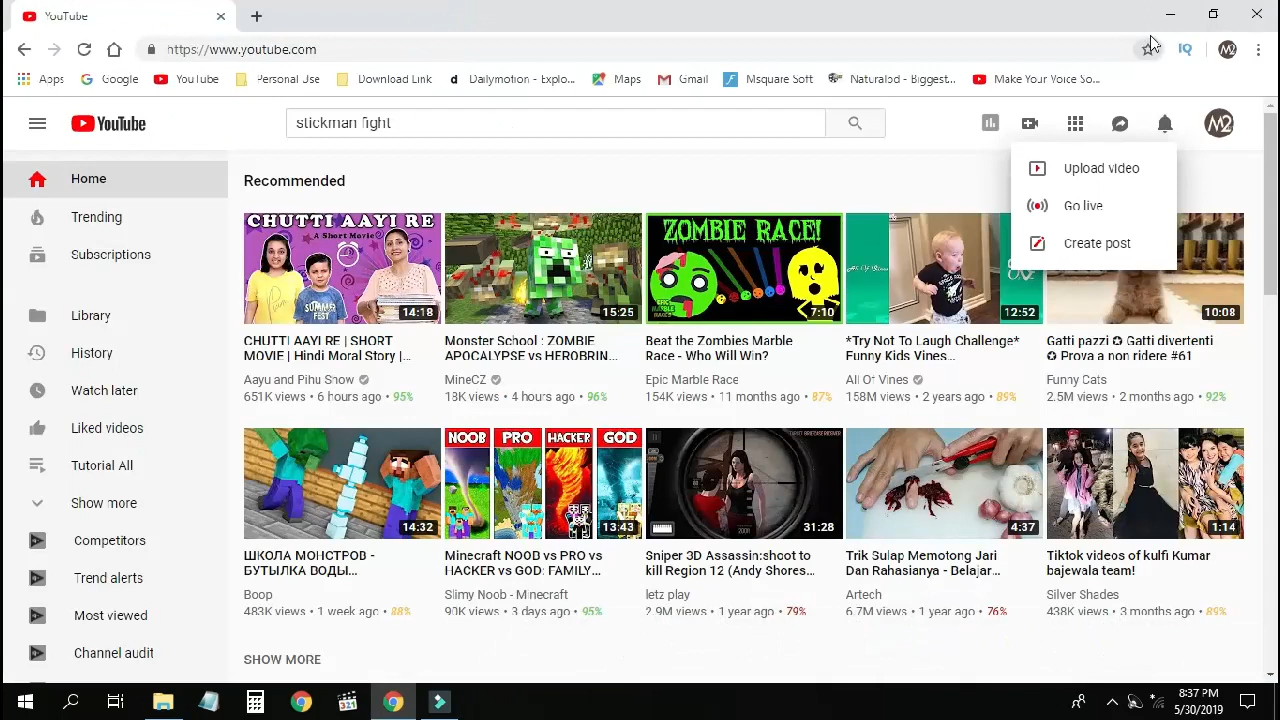 YouTube
https://www.youtube.com
IQ
M2
Apps
Google
YouTube
Personal Use
Download Link
d Dailymotion - Explo...
Maps
Gmail
Msquare Soft
Naturalbd - Biggest...
Make Your Voice So...
YouTube
stickman fight
M2
Upload video
Go live
Create post
Home
Trending
Subscriptions
Library
History
Watch later
Liked videos
Tutorial All
Show more
Competitors
Trend alerts
Most viewed
Channel audit
Recommended
CHUTTI AAYI RE
A Short Movie
SUMMER
FEST
14:18
CHUTTI AAYI RE | SHORT
MOVIE | Hindi Moral Story |...
Aayu and Pihu Show
651K views • 6 hours ago • 95%
15:25
Monster School : ZOMBIE
APOCALYPSE vs HEROBRIN...
MineCZ
18K views • 4 hours ago • 96%
ZOMBIE RACE!
EPIC
MARBLE
RACES
7:10
Beat the Zombies Marble
Race - Who Will Win?
Epic Marble Race
154K views • 11 months ago • 87%
12:52
*Try Not To Laugh Challenge*
Funny Kids Vines...
All Of Vines
158M views • 2 years ago • 89%
10:08
Gatti pazzi ✪ Gatti divertenti
✪ Prova a non ridere #61
Funny Cats
2.5M views • 2 months ago • 92%
14:32
ШКОЛА МОНСТРОВ -
БУТЫЛКА ВОДЫ...
Boop
483K views • 1 week ago • 88%
NOOB PRO HACKER GOD
13:43
Minecraft NOOB vs PRO vs
HACKER vs GOD: FAMILY...
Slimy Noob - Minecraft
90K views • 3 days ago • 95%
31:28
Sniper 3D Assassin:shoot to
kill Region 12 (Andy Shores...
letz play
2.9M views • 1 year ago • 79%
4:37
Trik Sulap Memotong Jari
Dan Rahasianya - Belajar...
Artech
6.7M views • 1 year ago • 76%
1:14
Tiktok videos of kulfi Kumar
bajewala team!
Silver Shades
438K views • 3 months ago • 89%
SHOW MORE
321
8:37 PM
5/30/2019